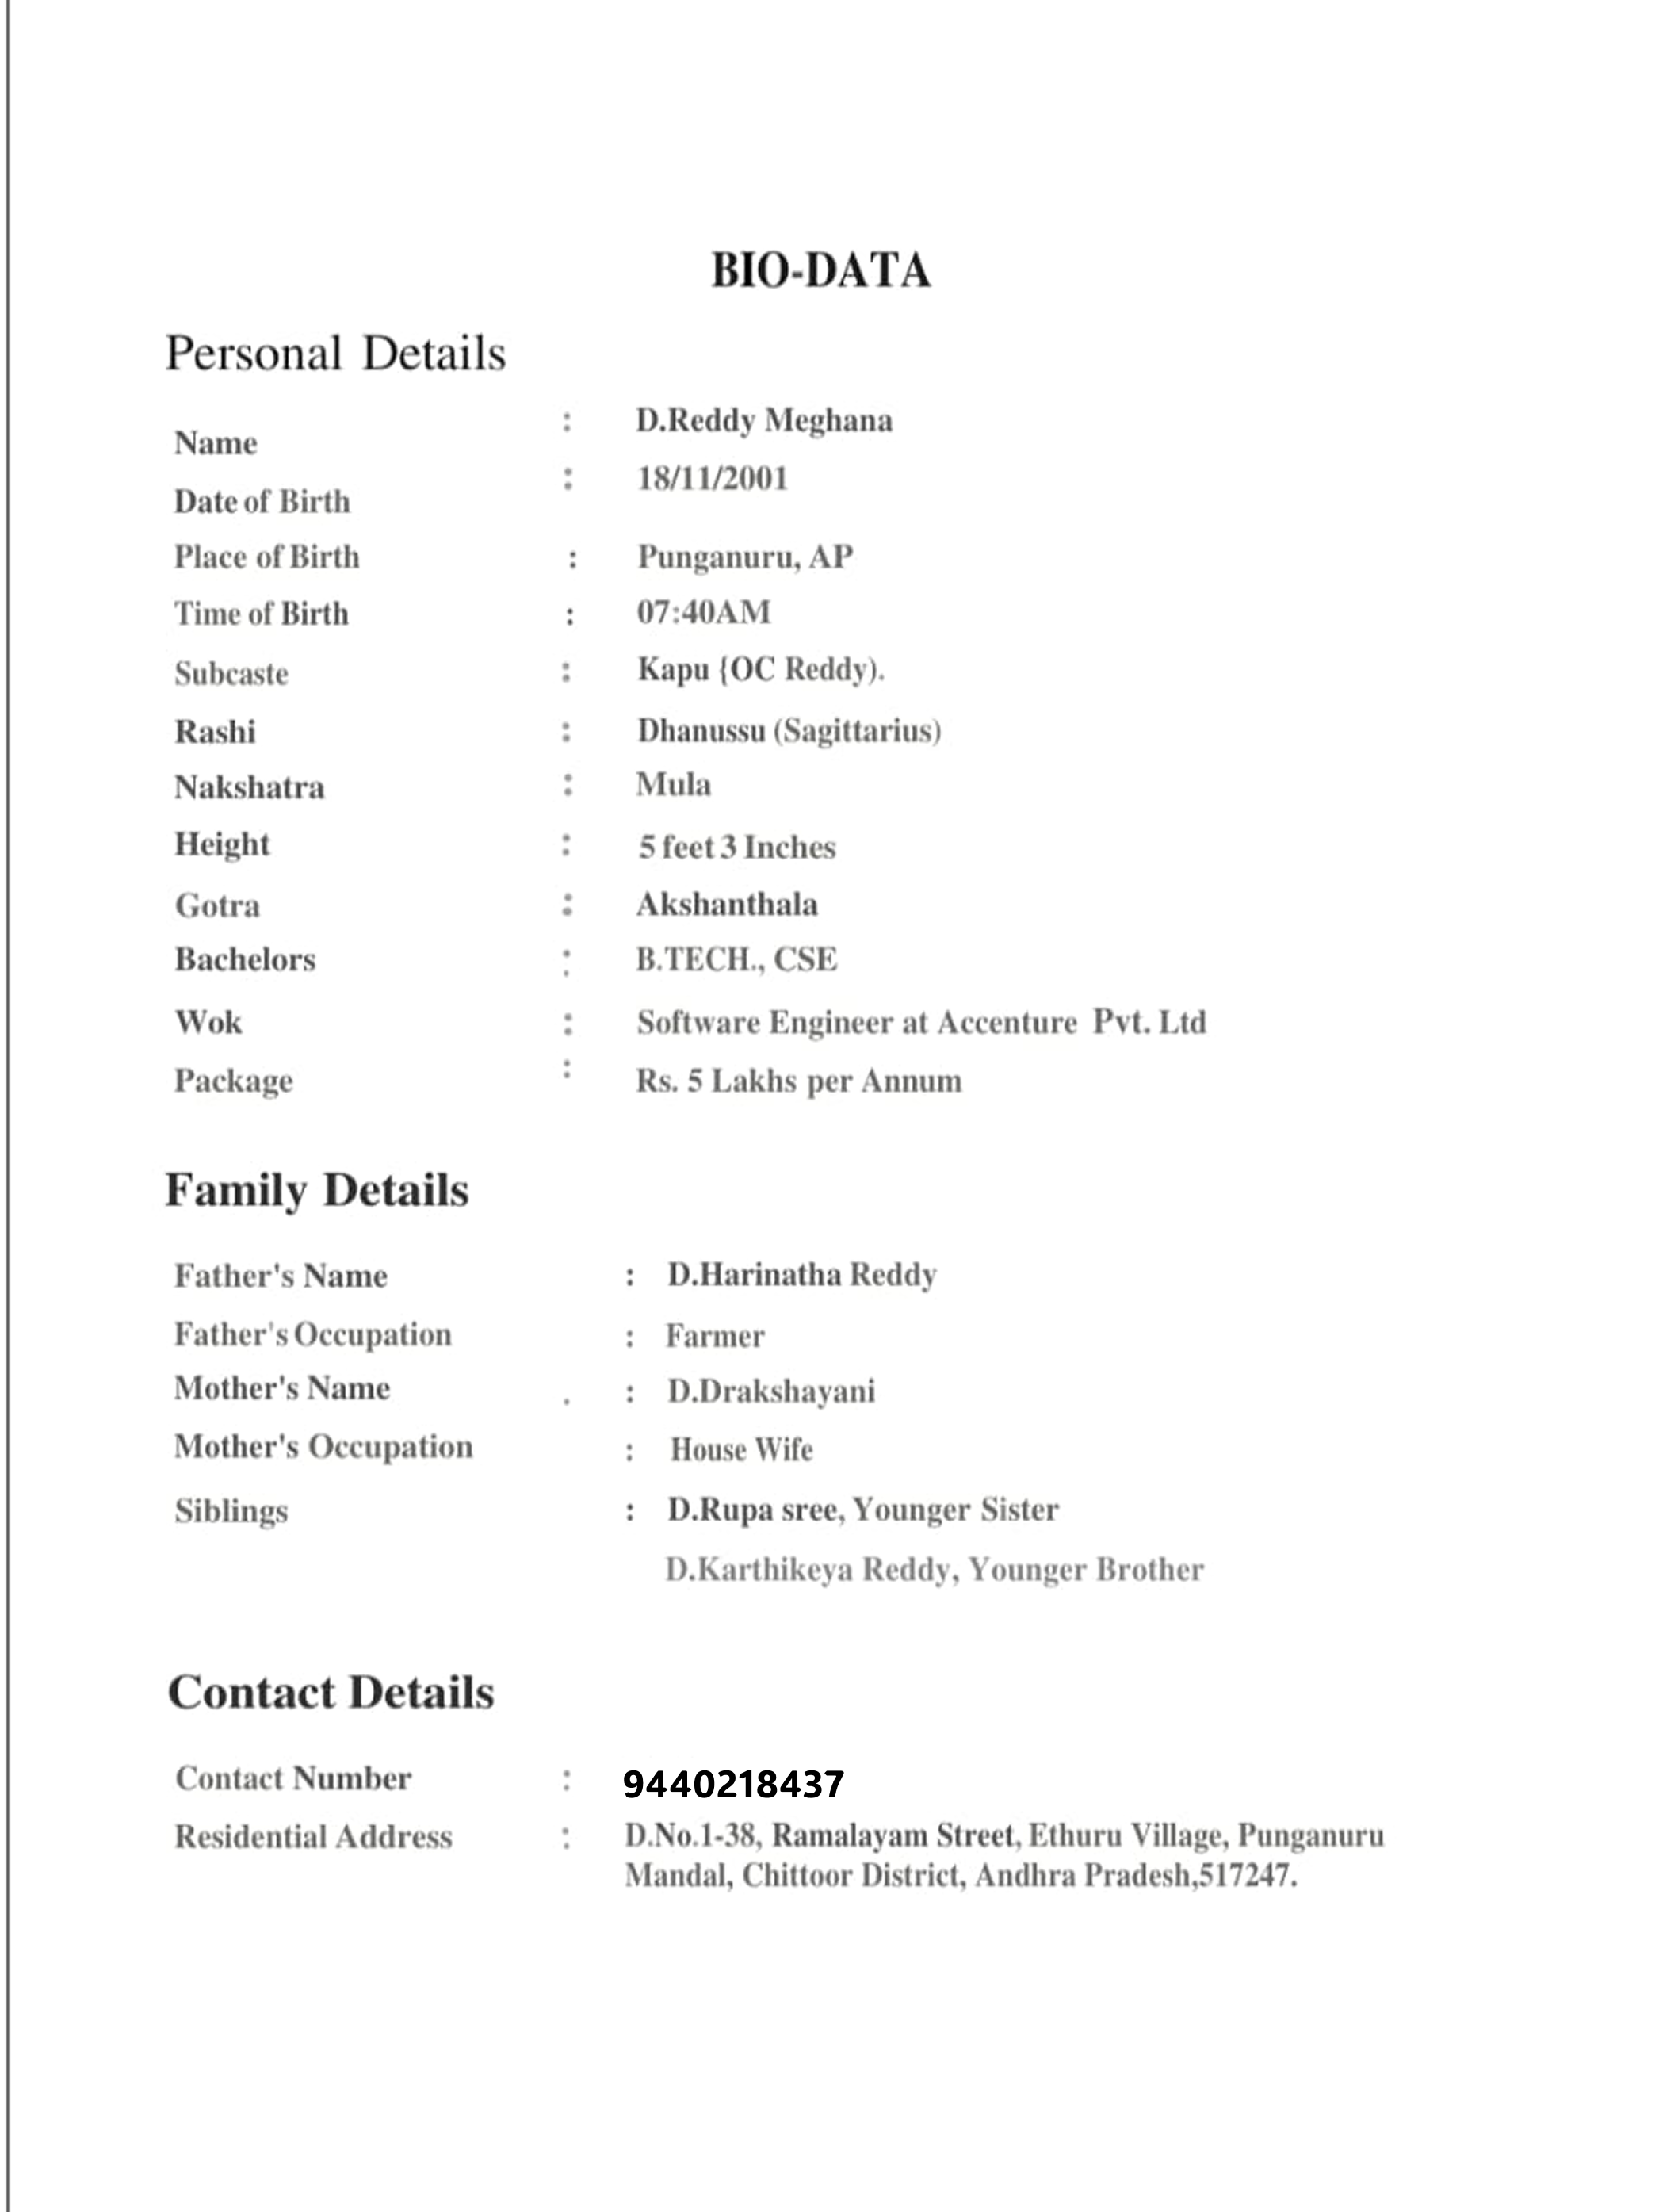 BIO-DATA
Personal Details
Name : D.Reddy Meghana
Date of Birth : 18/11/2001
Place of Birth : Punganuru, AP
Time of Birth : 07:40AM
Subcaste : Kapu {OC Reddy).
Rashi : Dhanussu (Sagittarius)
Nakshatra : Mula
Height : 5 feet 3 Inches
Gotra : Akshanthala
Bachelors : B.TECH., CSE
Wok : Software Engineer at Accenture Pvt. Ltd
Package : Rs. 5 Lakhs per Annum
Family Details
Father's Name : D.Harinatha Reddy
Father's Occupation : Farmer
Mother's Name . : D.Drakshayani
Mother's Occupation : House Wife
Siblings : D.Rupa sree, Younger Sister
D.Karthikeya Reddy, Younger Brother
Contact Details
Contact Number : 9440218437
Residential Address : D.No.1-38, Ramalayam Street, Ethuru Village, Punganuru
Mandal, Chittoor District, Andhra Pradesh,517247.